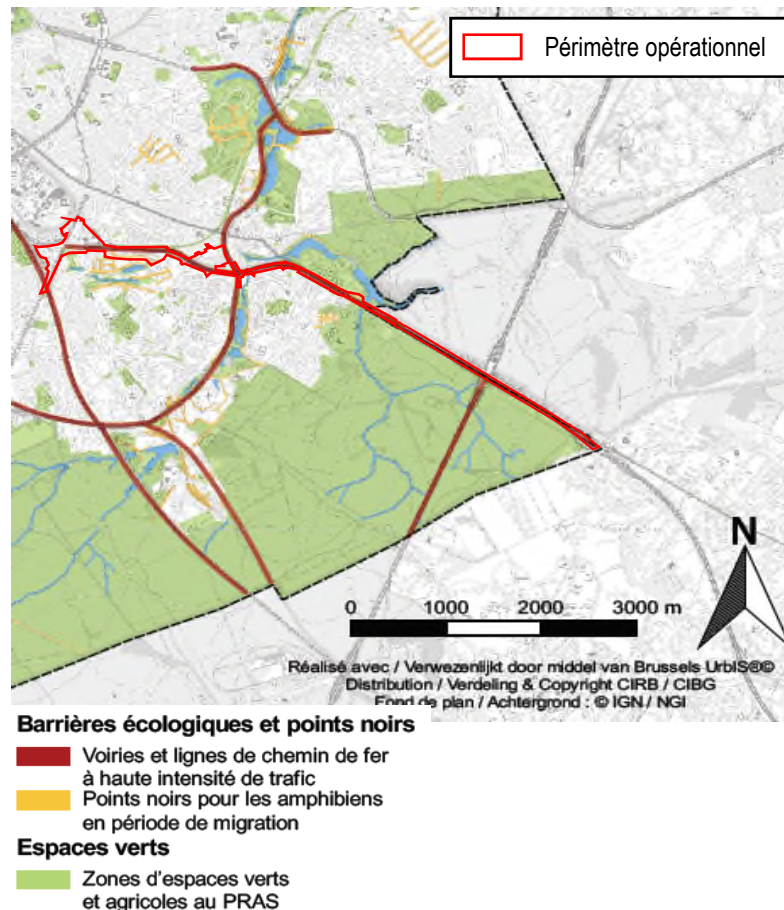 Périmètre opérationnel
N
0 1000 2000 3000 m
Réalisé avec / Verwezenlijkt door middel van Brussels UrbIS®©
Distribution / Verdeling & Copyright CIRB / CIBG
Fond de plan / Achtergrond : © IGN / NGI
Barrières écologiques et points noirs
Voiries et lignes de chemin de fer
à haute intensité de trafic
Points noirs pour les amphibiens
en période de migration
Espaces verts
Zones d'espaces verts
et agricoles au PRAS